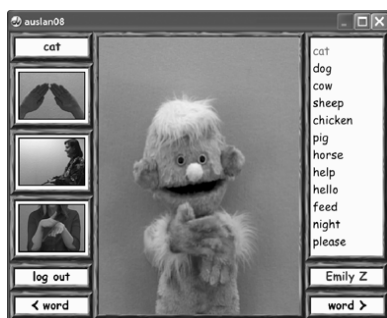 auslan08
cat
log out
< word
cat
dog
cow
sheep
chicken
pig
horse
help
hello
feed
night
please
Emily Z
word >